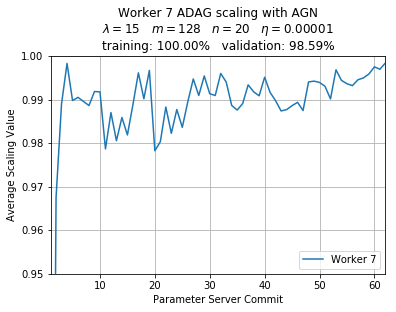 Worker 7 ADAG scaling with AGN
λ = 15 m = 128 n = 20 η = 0.00001
training: 100.00% validation: 98.59%
1.00
0.99
0.98
0.97
0.96
0.95
Average Scaling Value
Worker 7
10 20 30 40 50 60
Parameter Server Commit